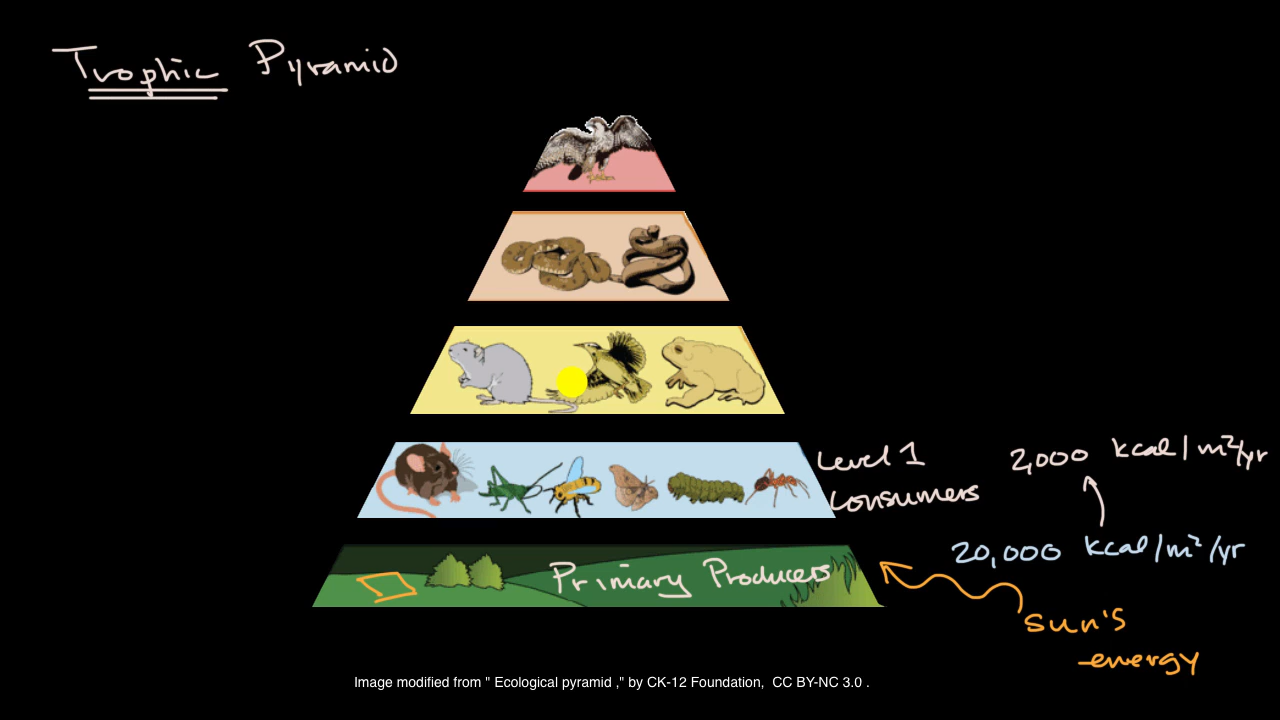 Trophic Pyramid
Level 1
Consumers
2,000 kcal/m²/yr
20,000 kcal/m²/yr
Primary Producers
sun's
energy
Image modified from " Ecological pyramid ," by CK-12 Foundation, CC BY-NC 3.0 .